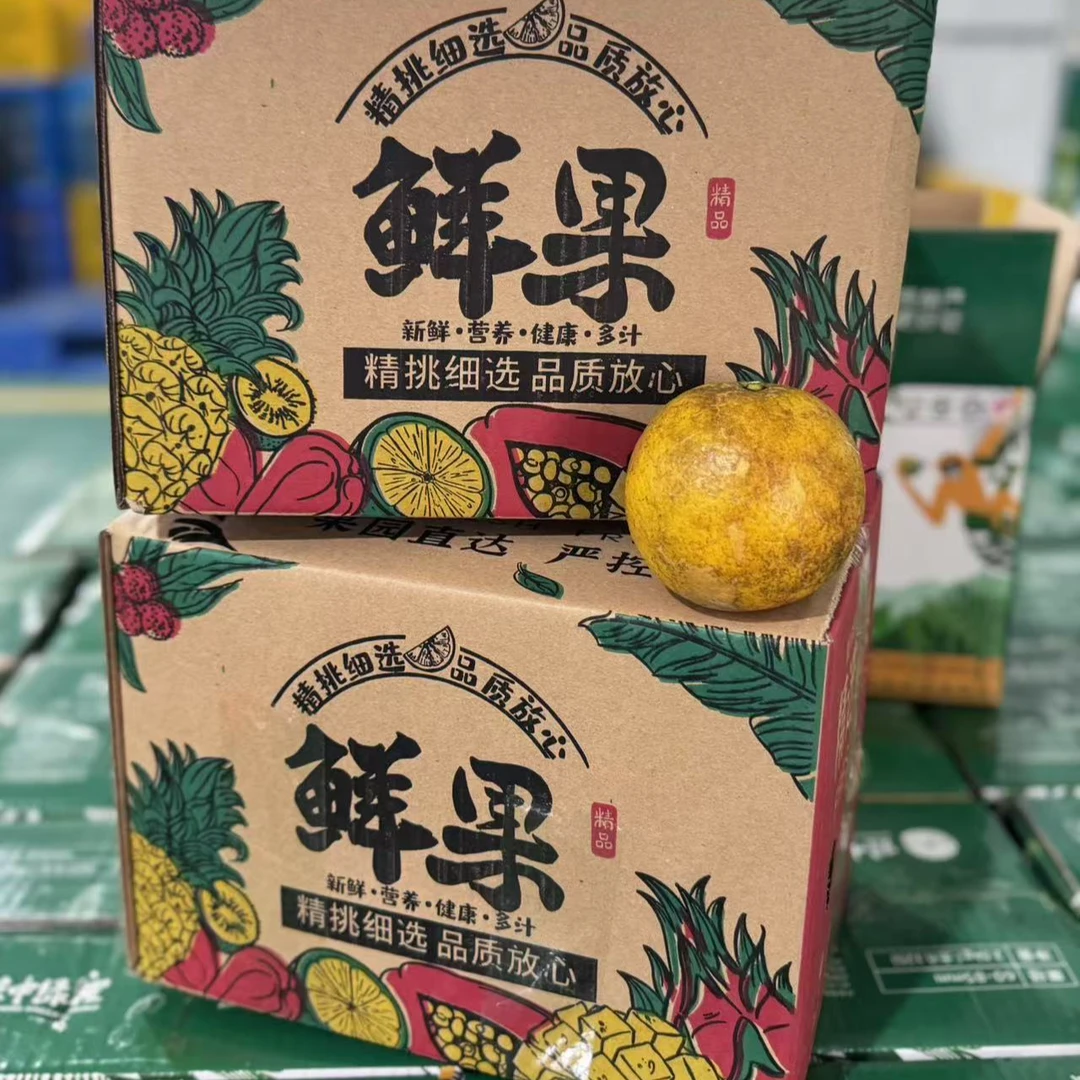 精挑细选 品质放心
鲜果
精品
新鲜·营养·健康·多汁
精挑细选 品质放心
果园直达 严控
精挑细选 品质放心
鲜果
精品
新鲜·营养·健康·多汁
精挑细选 品质放心